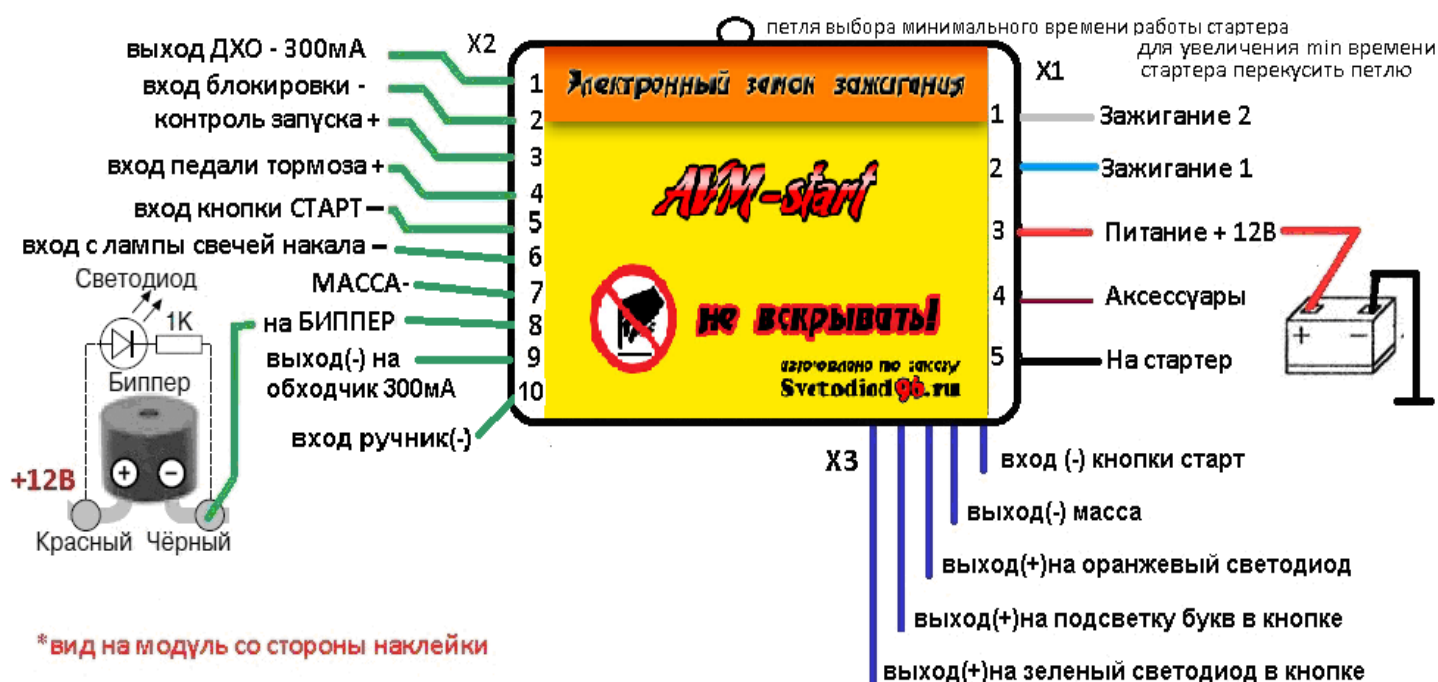 петля выбора минимального времени работы стартера
для увеличения min времени
стартера перекусить петлю
X2
выход ДХО - 300мА
вход блокировки -
контроль запуска +
вход педали тормоза +
вход кнопки СТАРТ –
вход с лампы свечей накала –
МАССА-
на БИППЕР
выход(-) на
обходчик 300мА
вход ручник(-)
1
2
3
4
5
6
7
8
9
10
Электронный замок зажигания
AVM-start
не вскрывать!
изготовлено по заказу
Svetodiod96.ru
X1
1
Зажигание 2
2
Зажигание 1
3
Питание + 12В
4
Аксессуары
5
На стартер
+ −
Светодиод
1K
Биппер
+ −
+12В
Красный Чёрный
X3
вход (-) кнопки старт
выход(-) масса
выход(+)на оранжевый светодиод
выход(+)на подсветку букв в кнопке
выход(+)на зеленый светодиод в кнопке
*вид на модуль со стороны наклейки